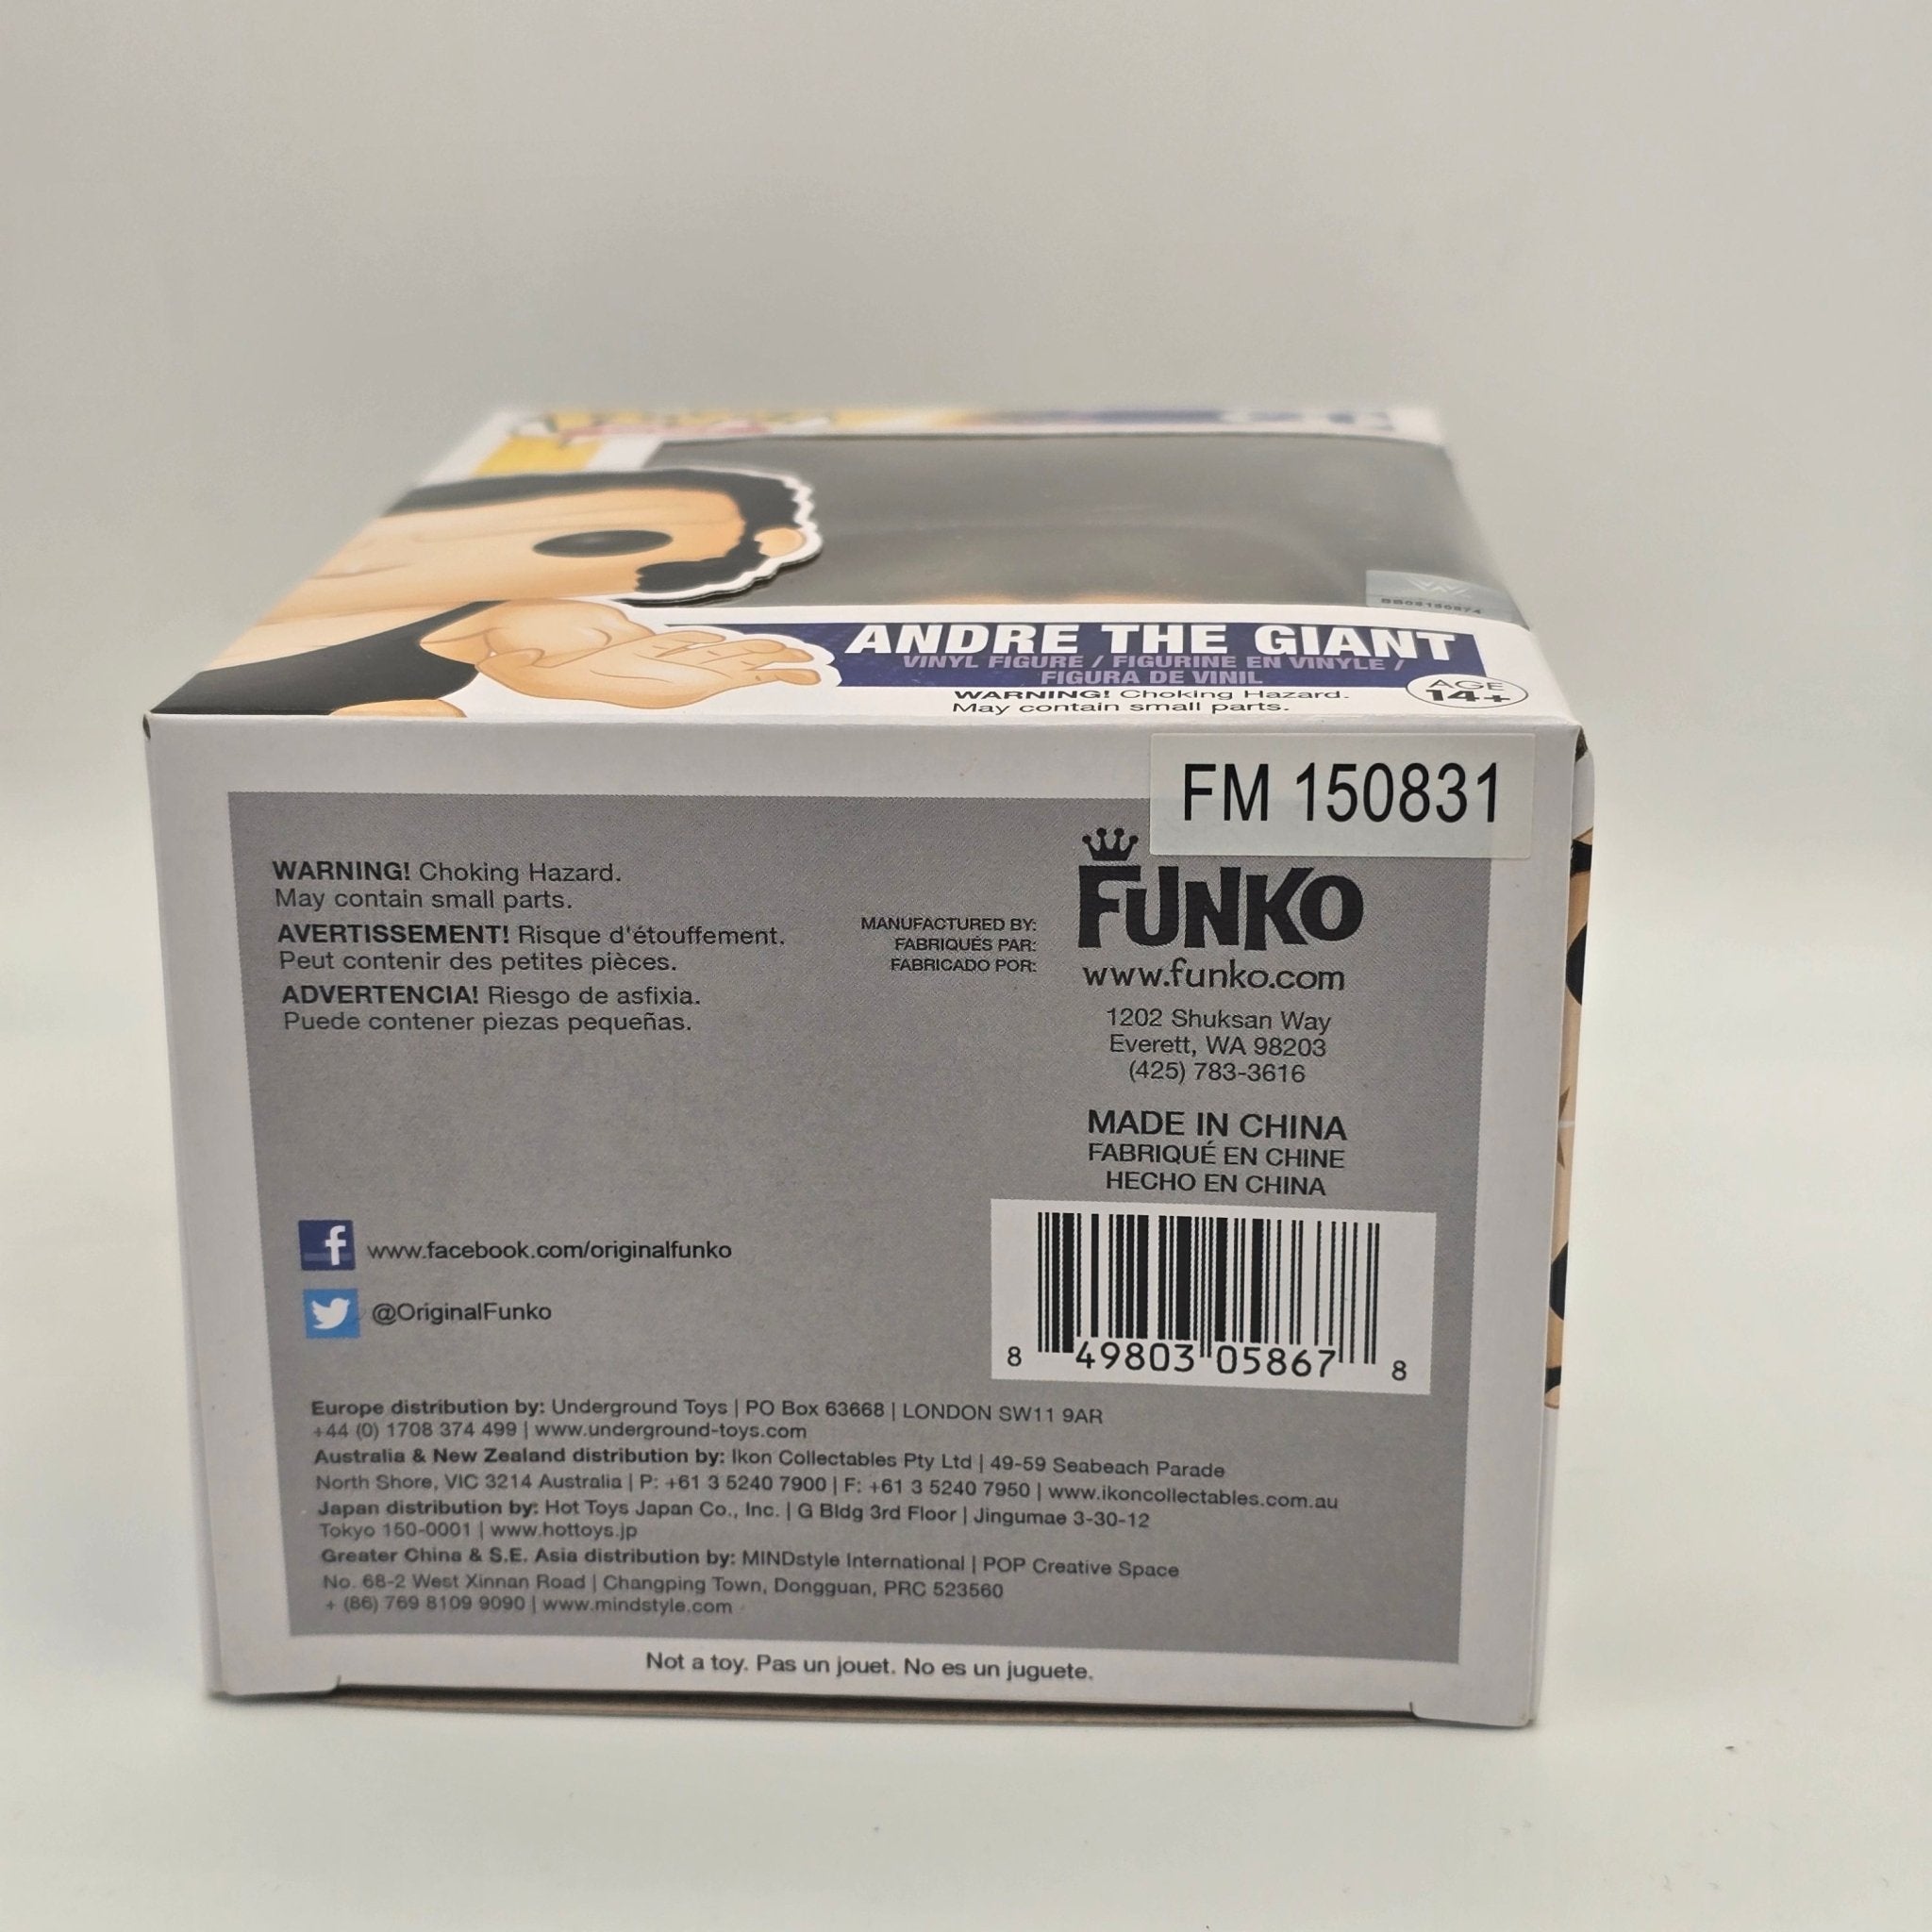 ANDRE THE GIANT
VINYL FIGURE / FIGURINE EN VINYLE /
FIGURA DE VINIL
WARNING! Choking Hazard.
May contain small parts.
AGE
14+
FM 150831
WARNING! Choking Hazard.
May contain small parts.
AVERTISSEMENT! Risque d'étouffement.
Peut contenir des petites pièces.
ADVERTENCIA! Riesgo de asfixia.
Puede contener piezas pequeñas.
MANUFACTURED BY:
FABRIQUÉS PAR:
FABRICADO POR:
FUNKO
www.funko.com
1202 Shuksan Way
Everett, WA 98203
(425) 783-3616
MADE IN CHINA
FABRIQUÉ EN CHINE
HECHO EN CHINA
8 49803 05867 8
f www.facebook.com/originalfunko
@OriginalFunko
Europe distribution by: Underground Toys | PO Box 63668 | LONDON SW11 9AR
+44 (0) 1708 374 499 | www.underground-toys.com
Australia & New Zealand distribution by: Ikon Collectables Pty Ltd | 49-59 Seabeach Parade
North Shore, VIC 3214 Australia | P: +61 3 5240 7900 | F: +61 3 5240 7950 | www.ikoncollectables.com.au
Japan distribution by: Hot Toys Japan Co., Inc. | G Bldg 3rd Floor | Jingumae 3-30-12
Tokyo 150-0001 | www.hottoys.jp
Greater China & S.E. Asia distribution by: MINDstyle International | POP Creative Space
No. 68-2 West Xinnan Road | Changping Town, Dongguan, PRC 523560
+ (86) 769 8109 9090 | www.mindstyle.com
Not a toy. Pas un jouet. No es un juguete.